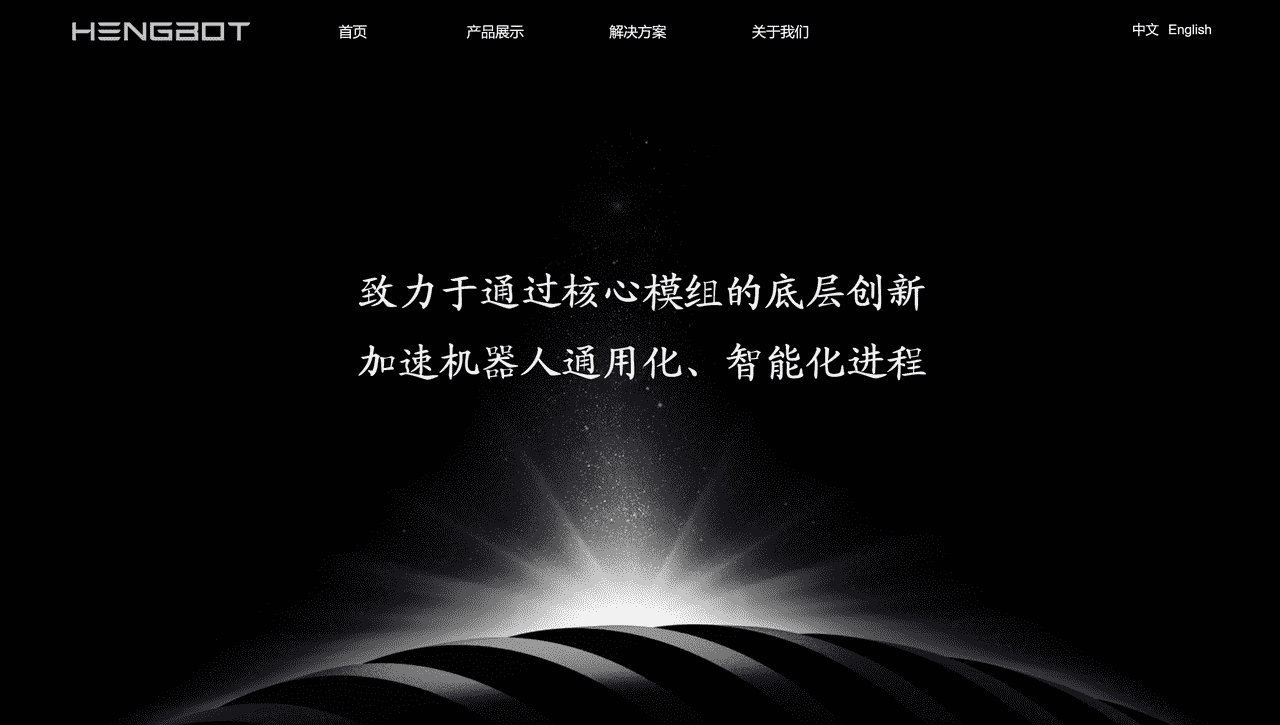 HENGBOT
首页 产品展示 解决方案 关于我们
中文 English
致力于通过核心模组的底层创新
加速机器人通用化、智能化进程